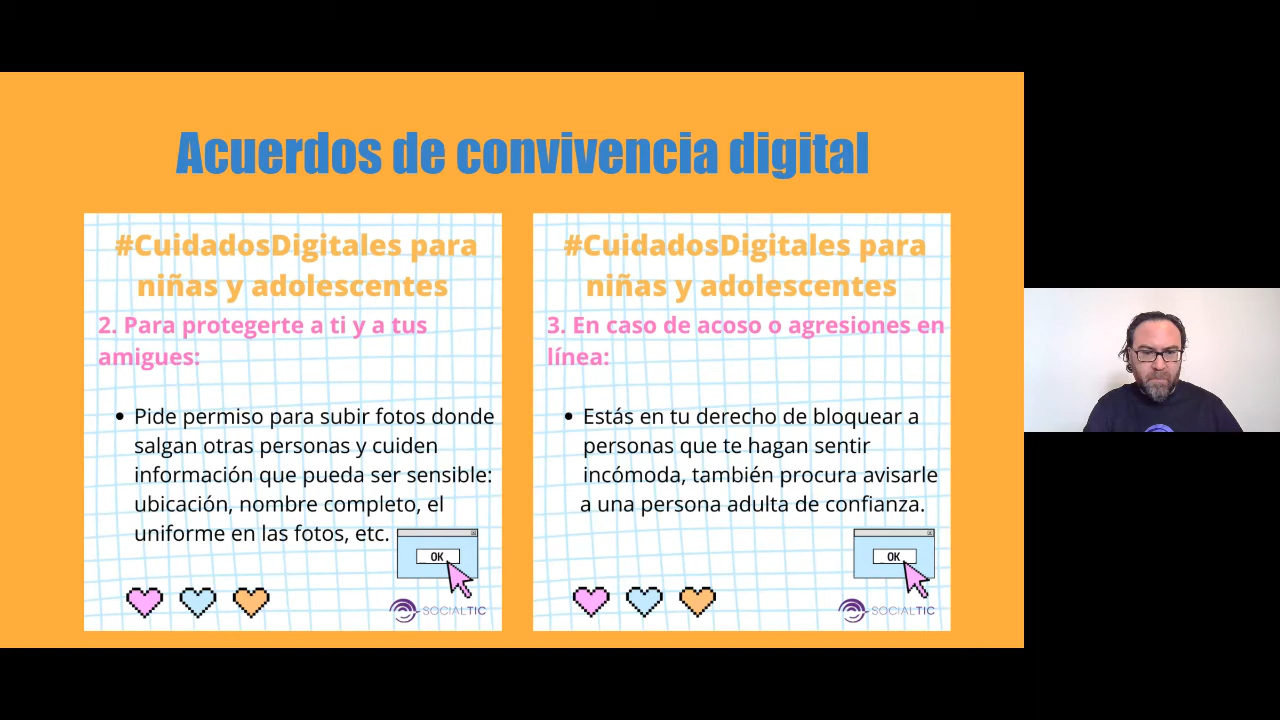 Acuerdos de convivencia digital
#CuidadosDigitales para
niñas y adolescentes
2. Para protegerte a ti y a tus
amigues:
• Pide permiso para subir fotos donde
salgan otras personas y cuiden
información que pueda ser sensible:
ubicación, nombre completo, el
uniforme en las fotos, etc.
OK
SOCIALTIC
#CuidadosDigitales para
niñas y adolescentes
3. En caso de acoso o agresiones en
línea:
• Estás en tu derecho de bloquear a
personas que te hagan sentir
incómoda, también procura avisarle
a una persona adulta de confianza.
OK
SOCIALTIC